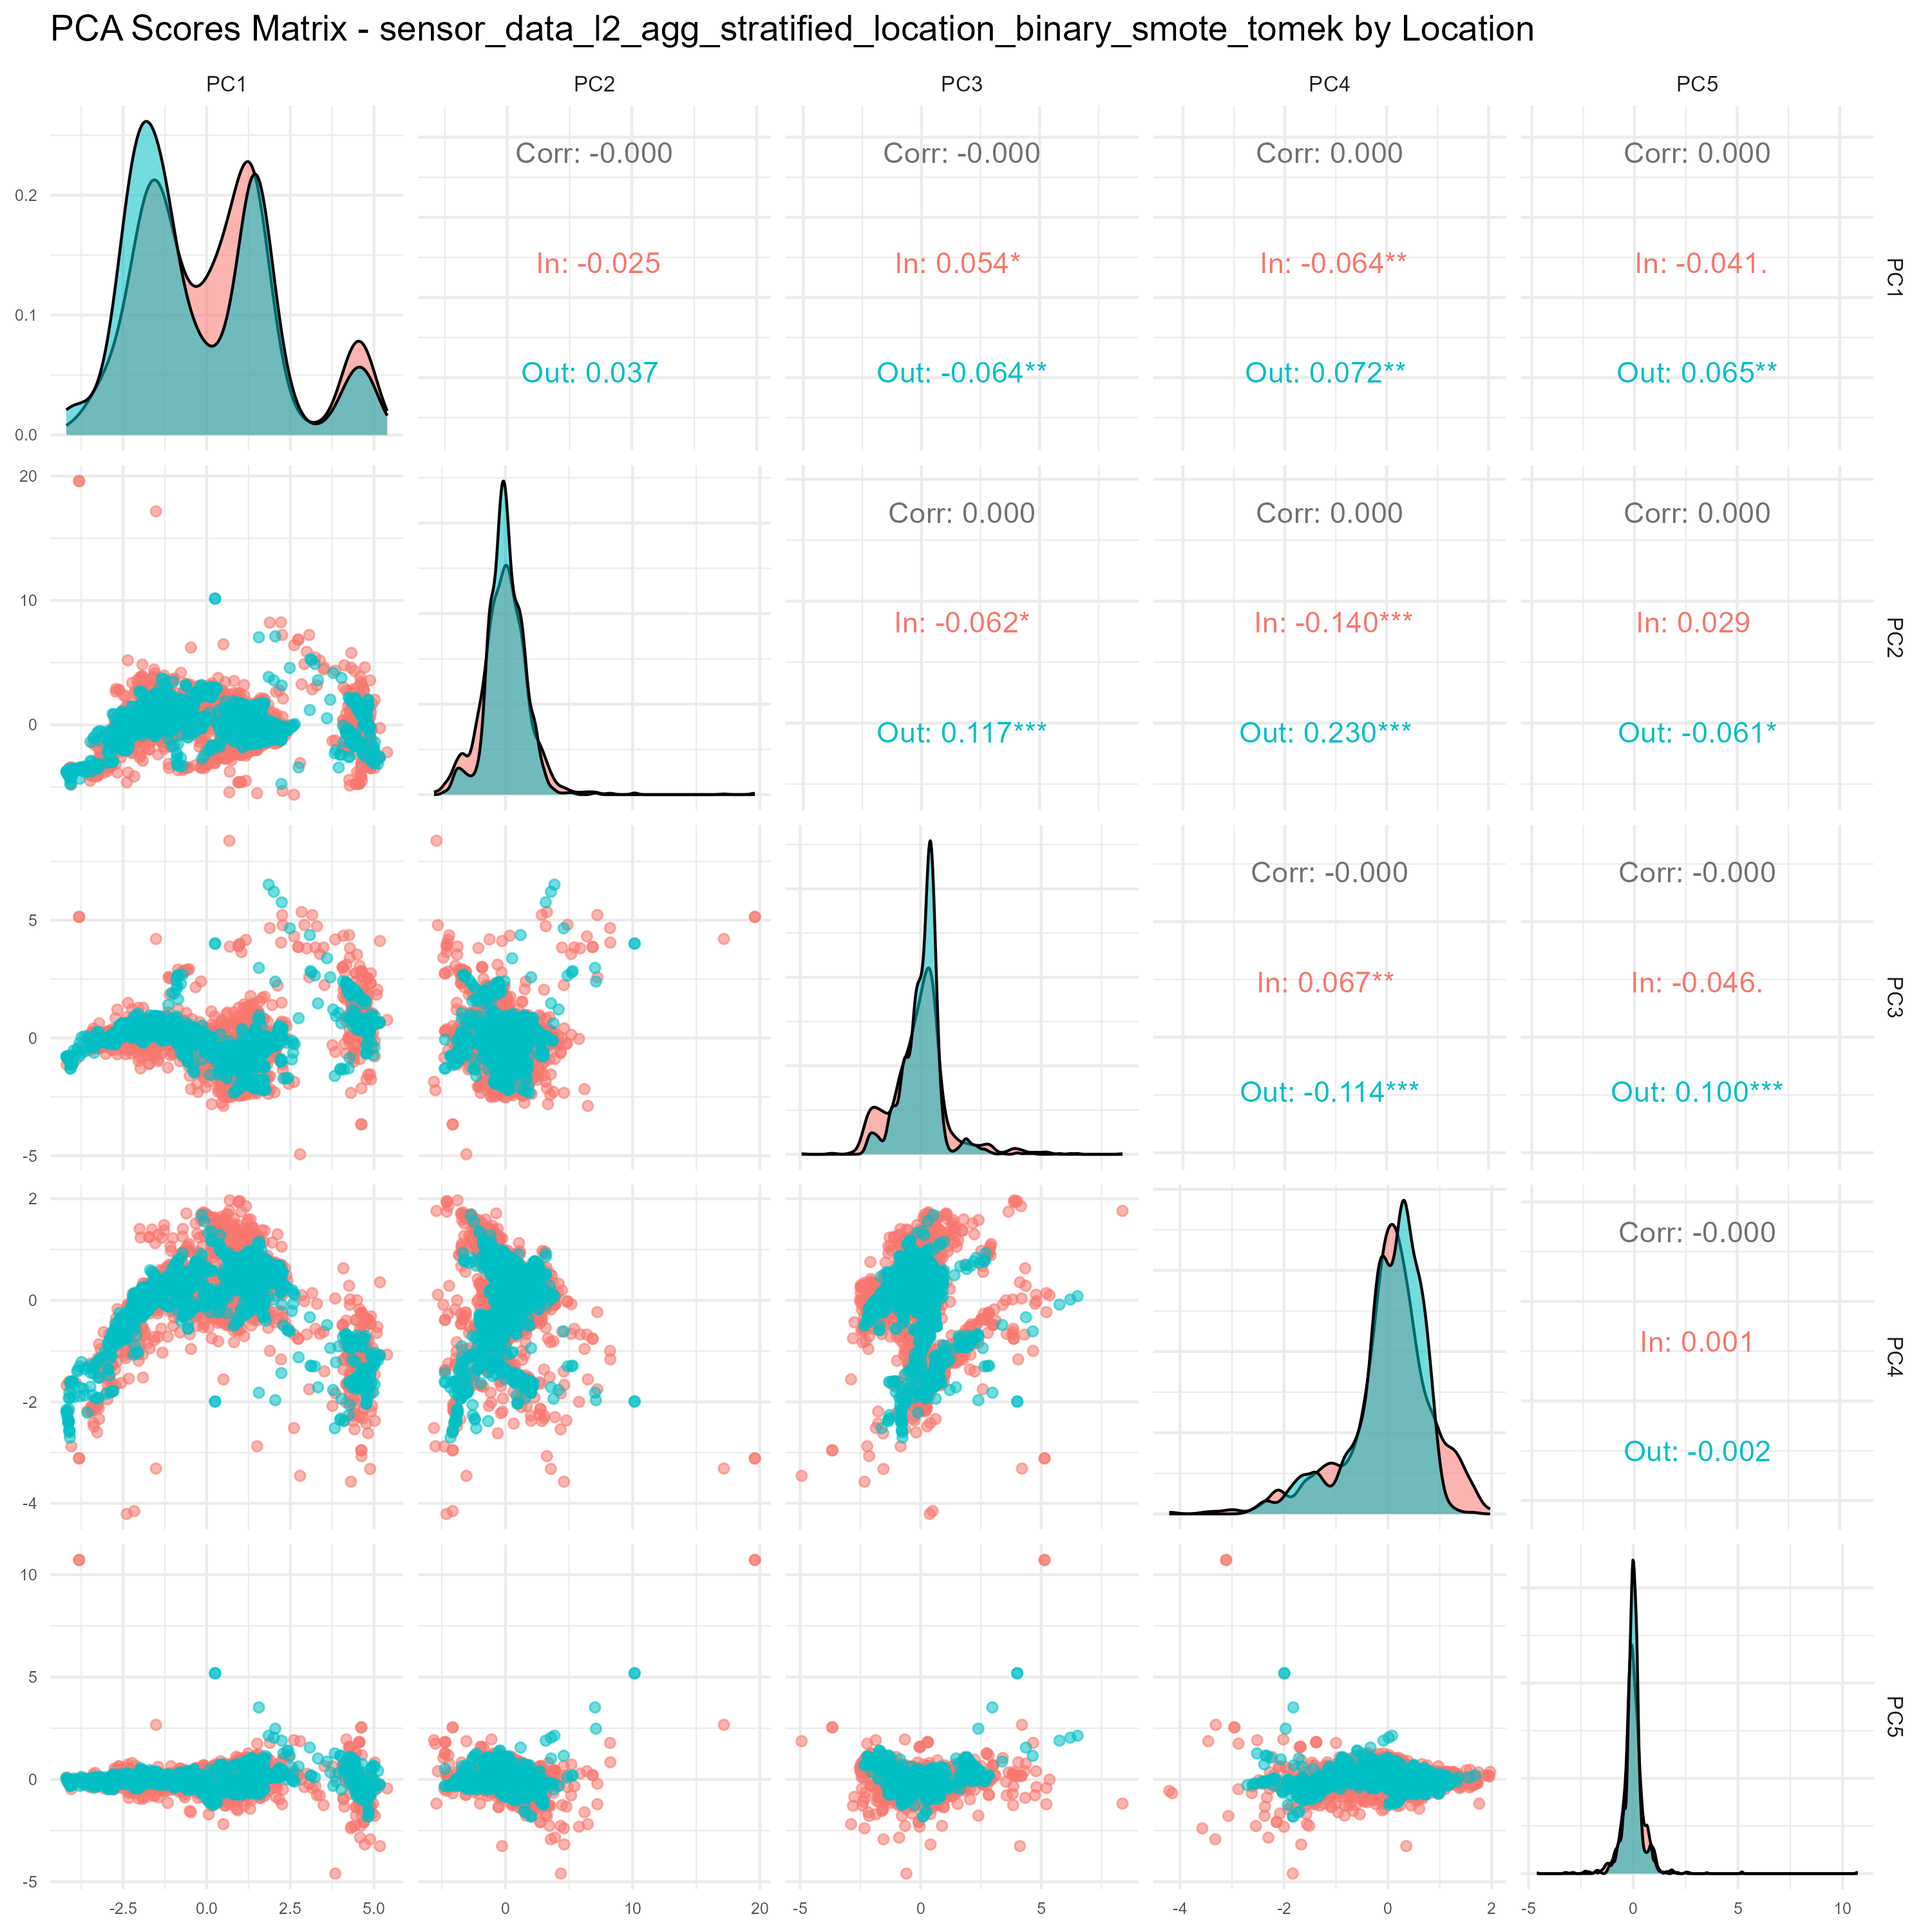 PCA Scores Matrix - sensor_data_l2_agg_stratified_location_binary_smote_tomek by Location
PC1 PC2 PC3 PC4 PC5
0.2
0.1
0.0
Corr: -0.000
In: -0.025
Out: 0.037
Corr: -0.000
In: 0.054*
Out: -0.064**
Corr: 0.000
In: -0.064**
Out: 0.072**
Corr: 0.000
In: -0.041.
Out: 0.065**
PC1
20
10
0
Corr: 0.000
In: -0.062*
Out: 0.117***
Corr: 0.000
In: -0.140***
Out: 0.230***
Corr: 0.000
In: 0.029
Out: -0.061*
PC2
5
0
-5
Corr: -0.000
In: 0.067**
Out: -0.114***
Corr: -0.000
In: -0.046.
Out: 0.100***
PC3
2
0
-2
-4
Corr: -0.000
In: 0.001
Out: -0.002
PC4
10
5
0
-5
PC5
-2.5 0.0 2.5 5.0 0 10 20 -5 0 5 -4 -2 0 2 -5 0 5 10